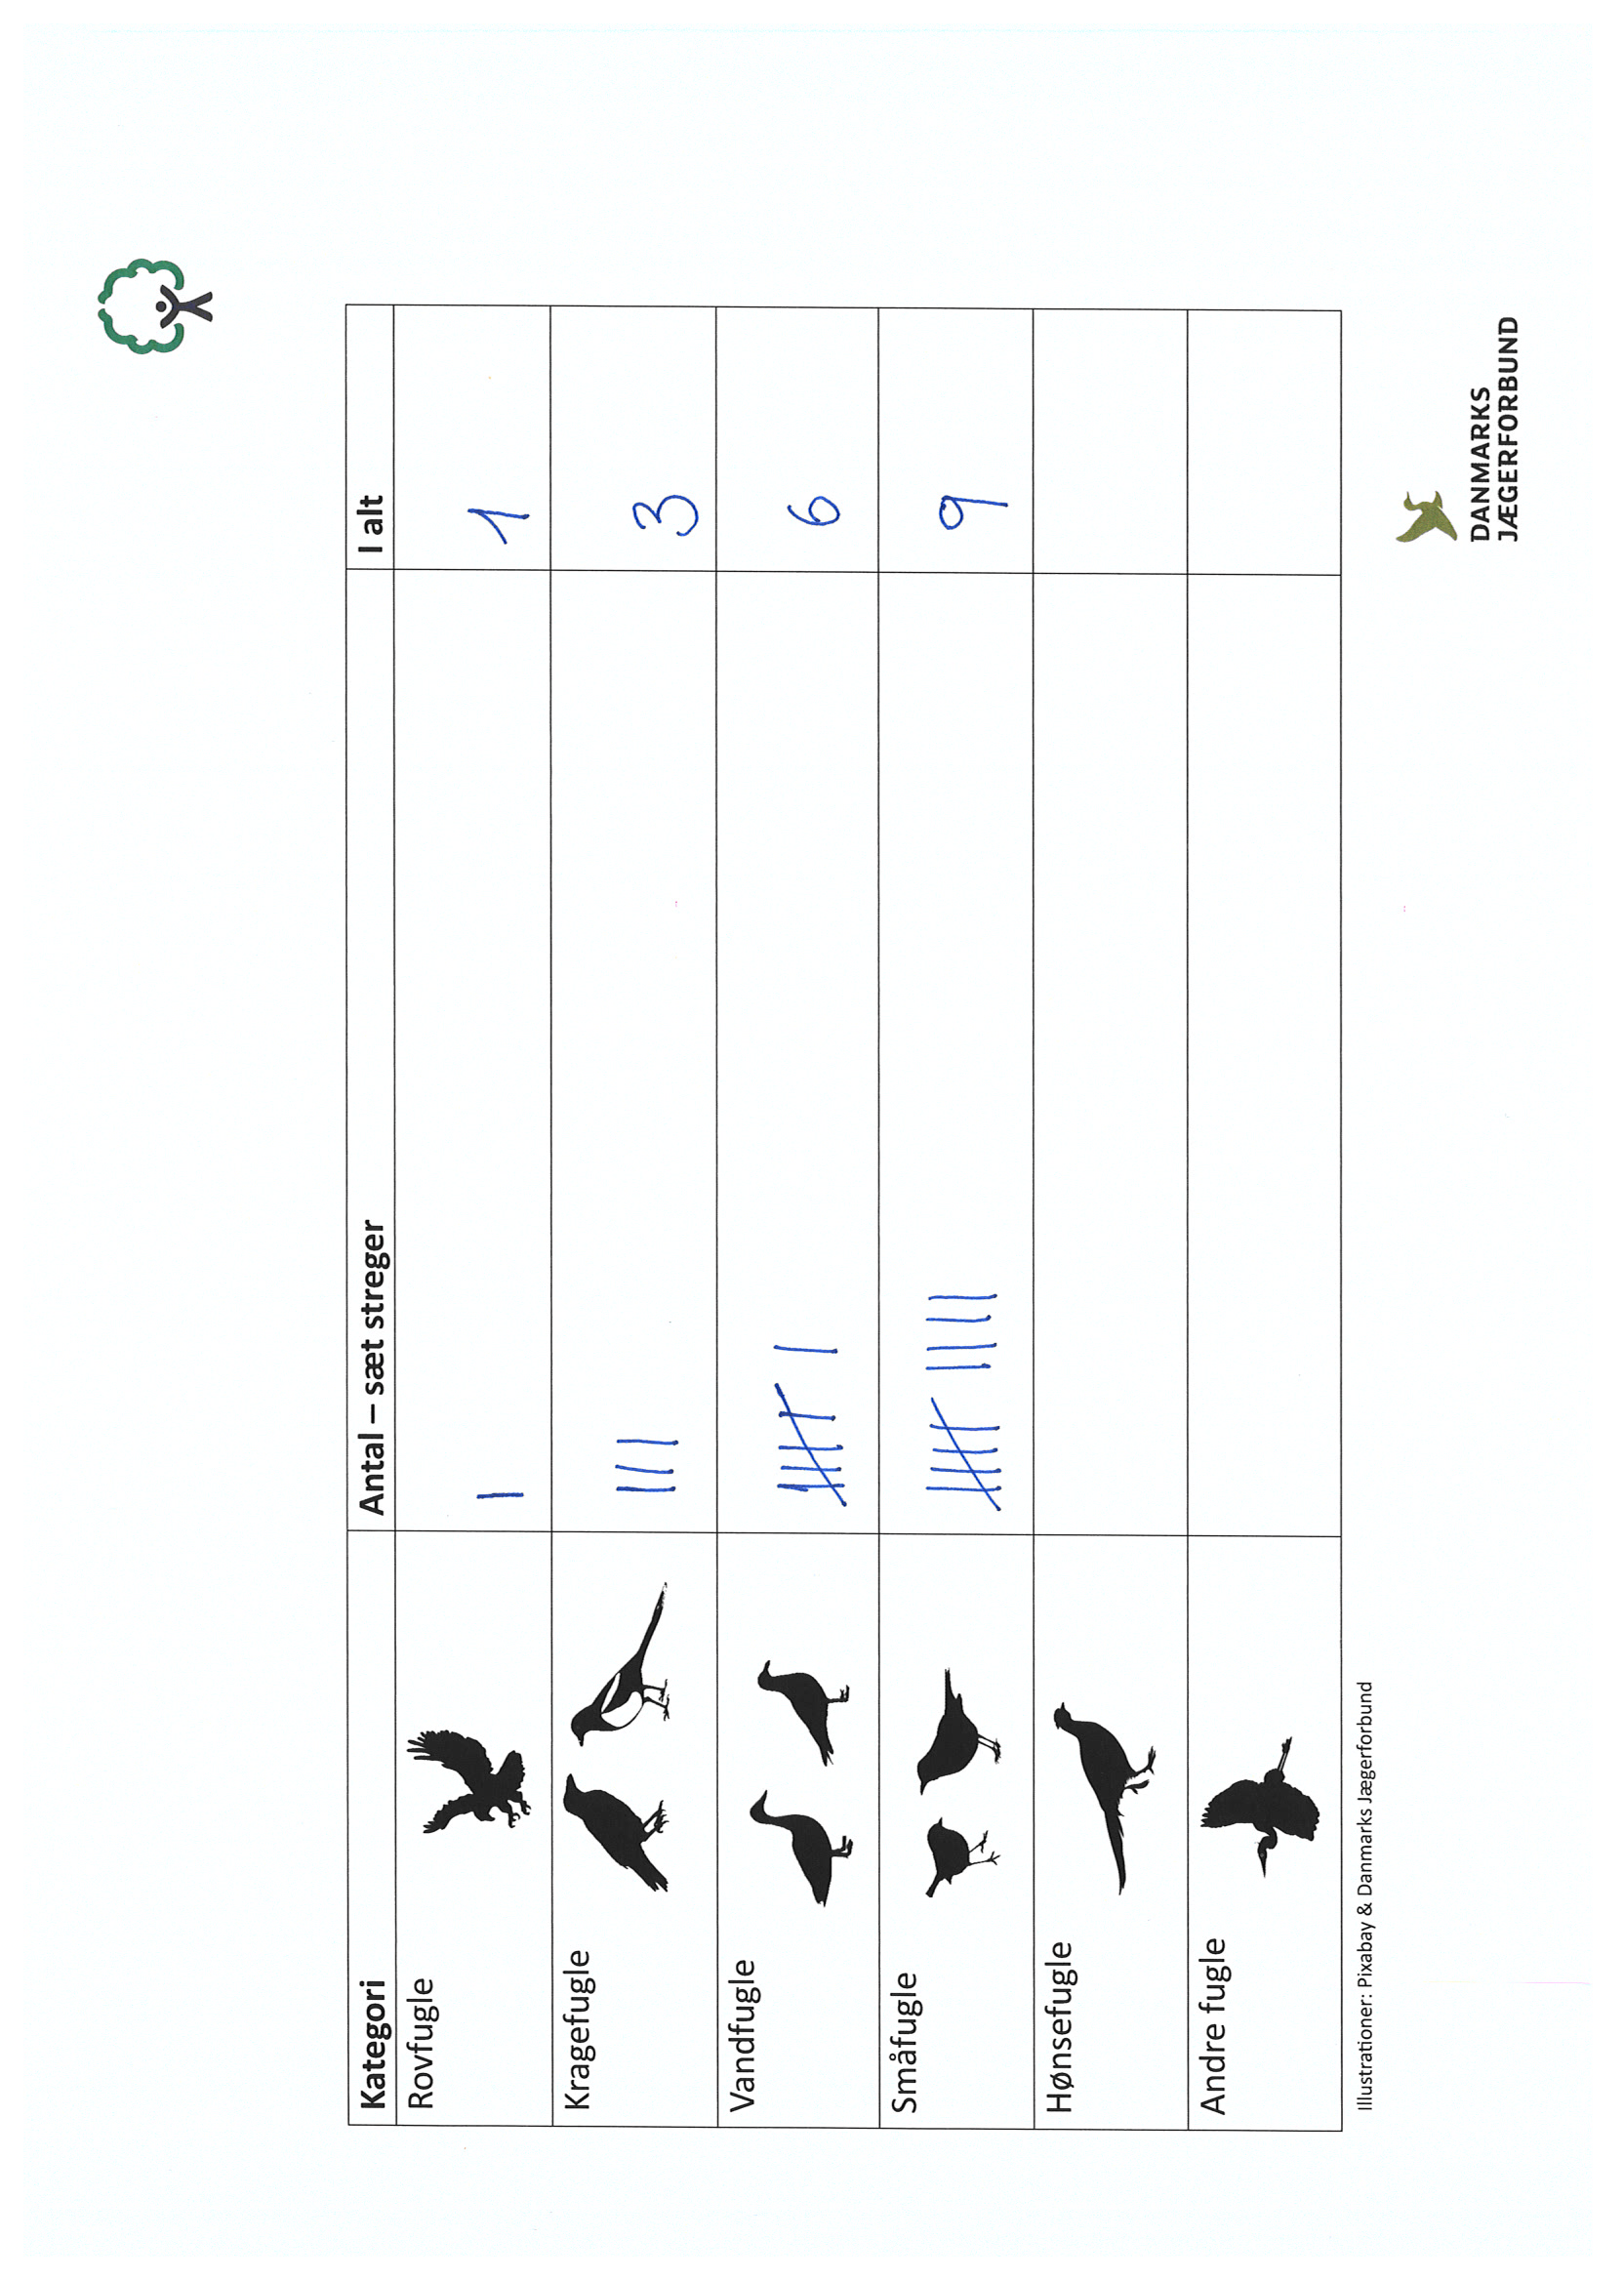 Kategori Antal – sæt streger I alt
Rovfugle | 1
Kragefugle ||| 3
Vandfugle |||| | 6
Småfugle |||| |||| 9
Hønsefugle
Andre fugle
Illustrationer: Pixabay & Danmarks Jægerforbund
DANMARKS
JÆGERFORBUND